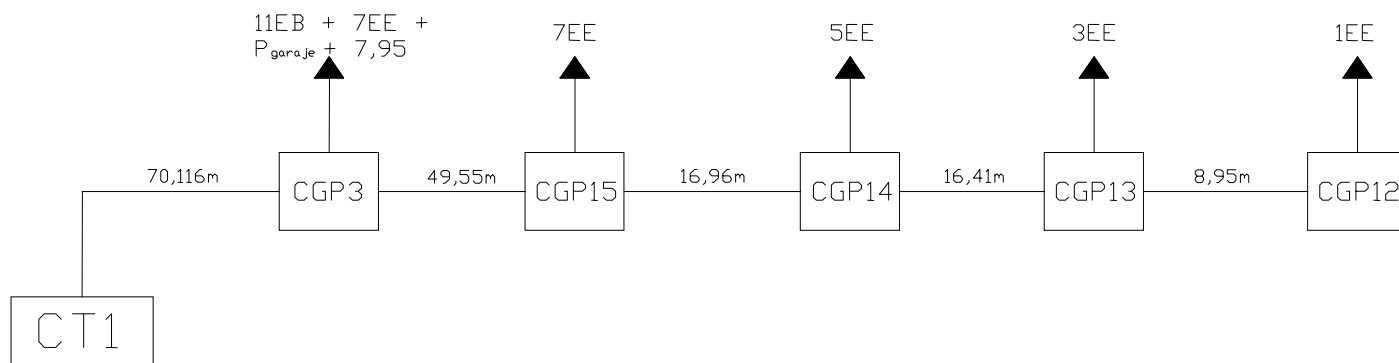 11EB + 7EE +
Pgaraje + 7,95
7EE
5EE
3EE
1EE
70,116m
49,55m
16,96m
16,41m
8,95m
CGP3
CGP15
CGP14
CGP13
CGP12
CT1